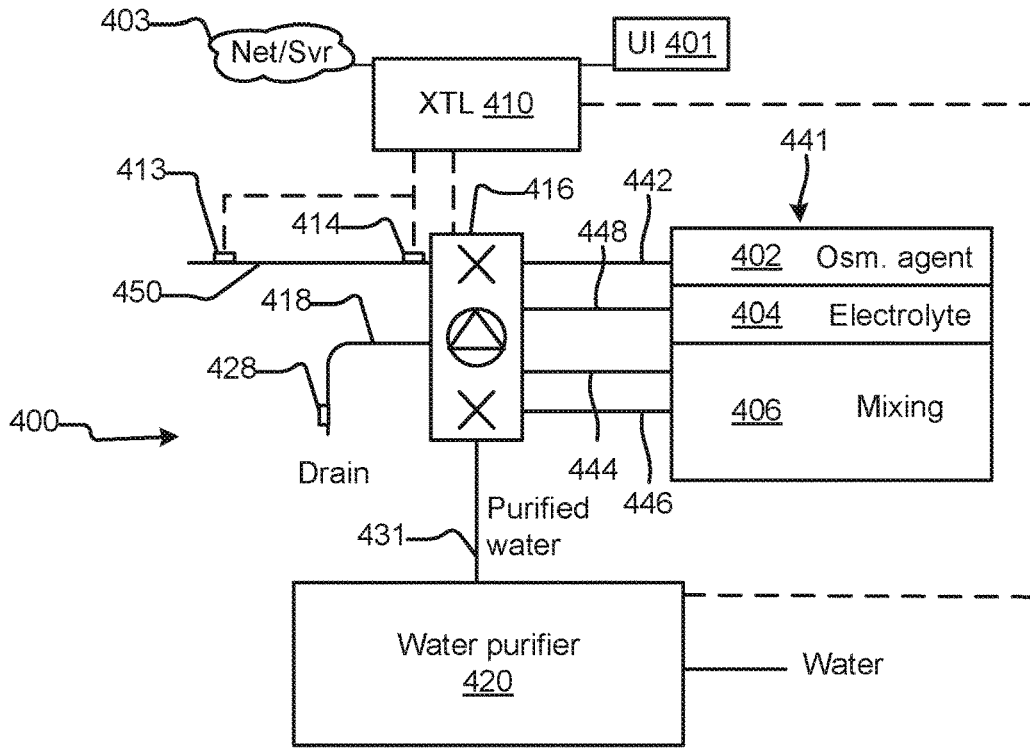 403
Net/Svr
UI 401
XTL 410
441
413
416
442
414
448
402 Osm. agent
450
418
404 Electrolyte
428
406 Mixing
400
Drain
444
446
Purified
water
431
Water purifier
420
Water